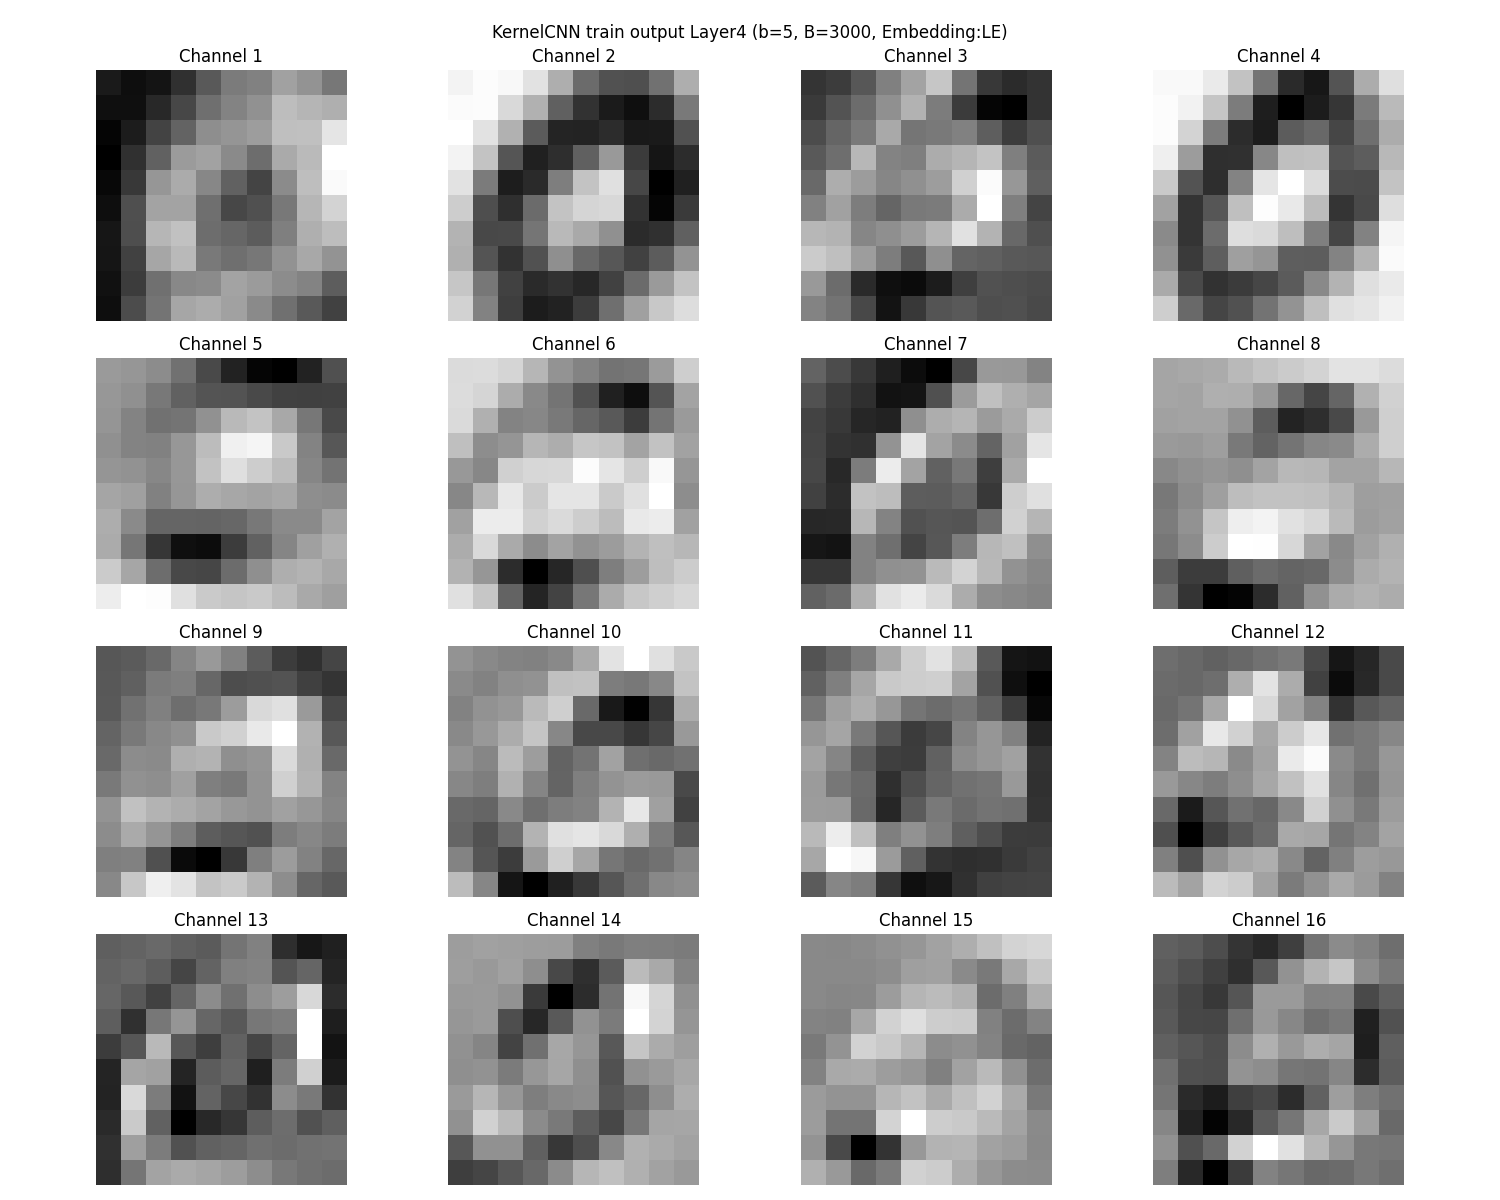 KernelCNN train output Layer4 (b=5, B=3000, Embedding:LE)
Channel 1
Channel 2
Channel 3
Channel 4
Channel 5
Channel 6
Channel 7
Channel 8
Channel 9
Channel 10
Channel 11
Channel 12
Channel 13
Channel 14
Channel 15
Channel 16